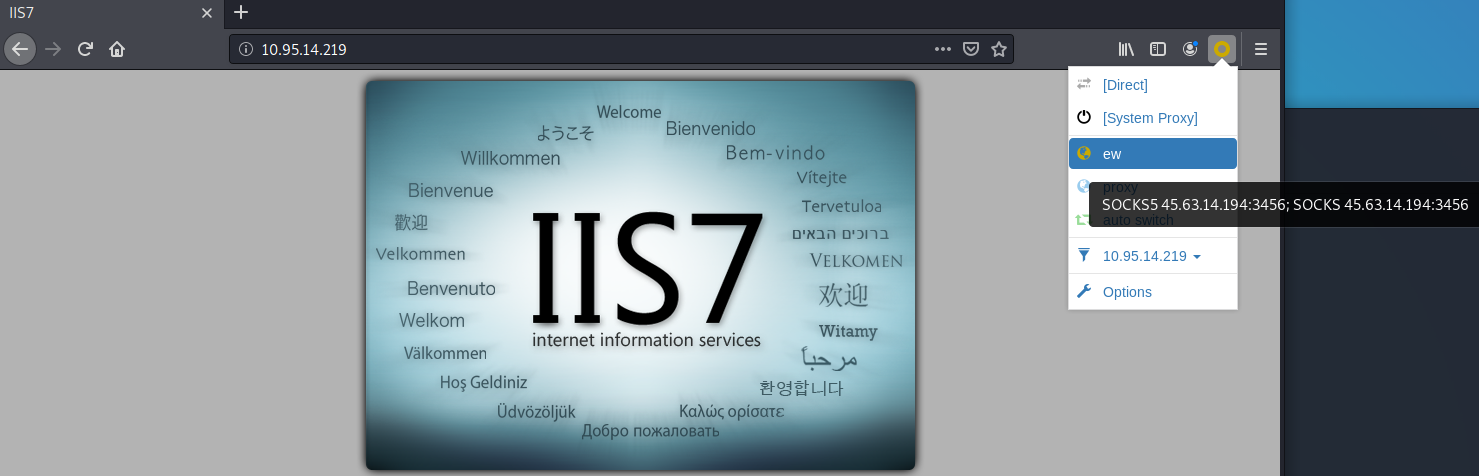 IIS7
10.95.14.219
[Direct]
[System Proxy]
ew
proxy
SOCKS5 45.63.14.194:3456; SOCKS 45.63.14.194:3456
auto switch
10.95.14.219
Options
Welcome
ようこそ
Bienvenido
Willkommen
Bem-vindo
Vítejte
Bienvenue
Tervetuloa
歡迎
ברוכים הבאים
Velkommen
VELKOMEN
Benvenuto
欢迎
IIS7
Welkom
Witamy
internet information services
Välkommen
مرحباً
Hoş Geldiniz
환영합니다
Üdvözöljük
Καλώς ορίσατε
Добро пожаловать